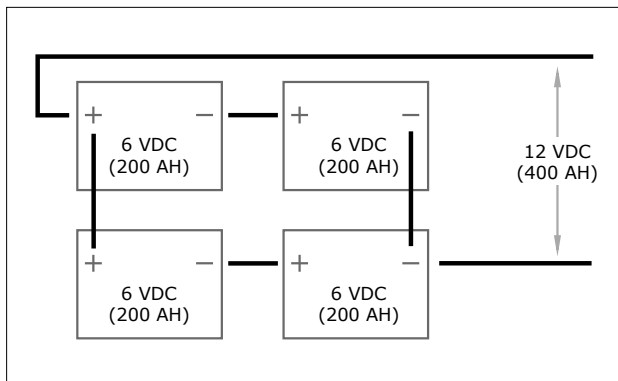 + − + −
6 VDC
(200 AH)
6 VDC
(200 AH)
12 VDC
(400 AH)
+ − + −
6 VDC
(200 AH)
6 VDC
(200 AH)